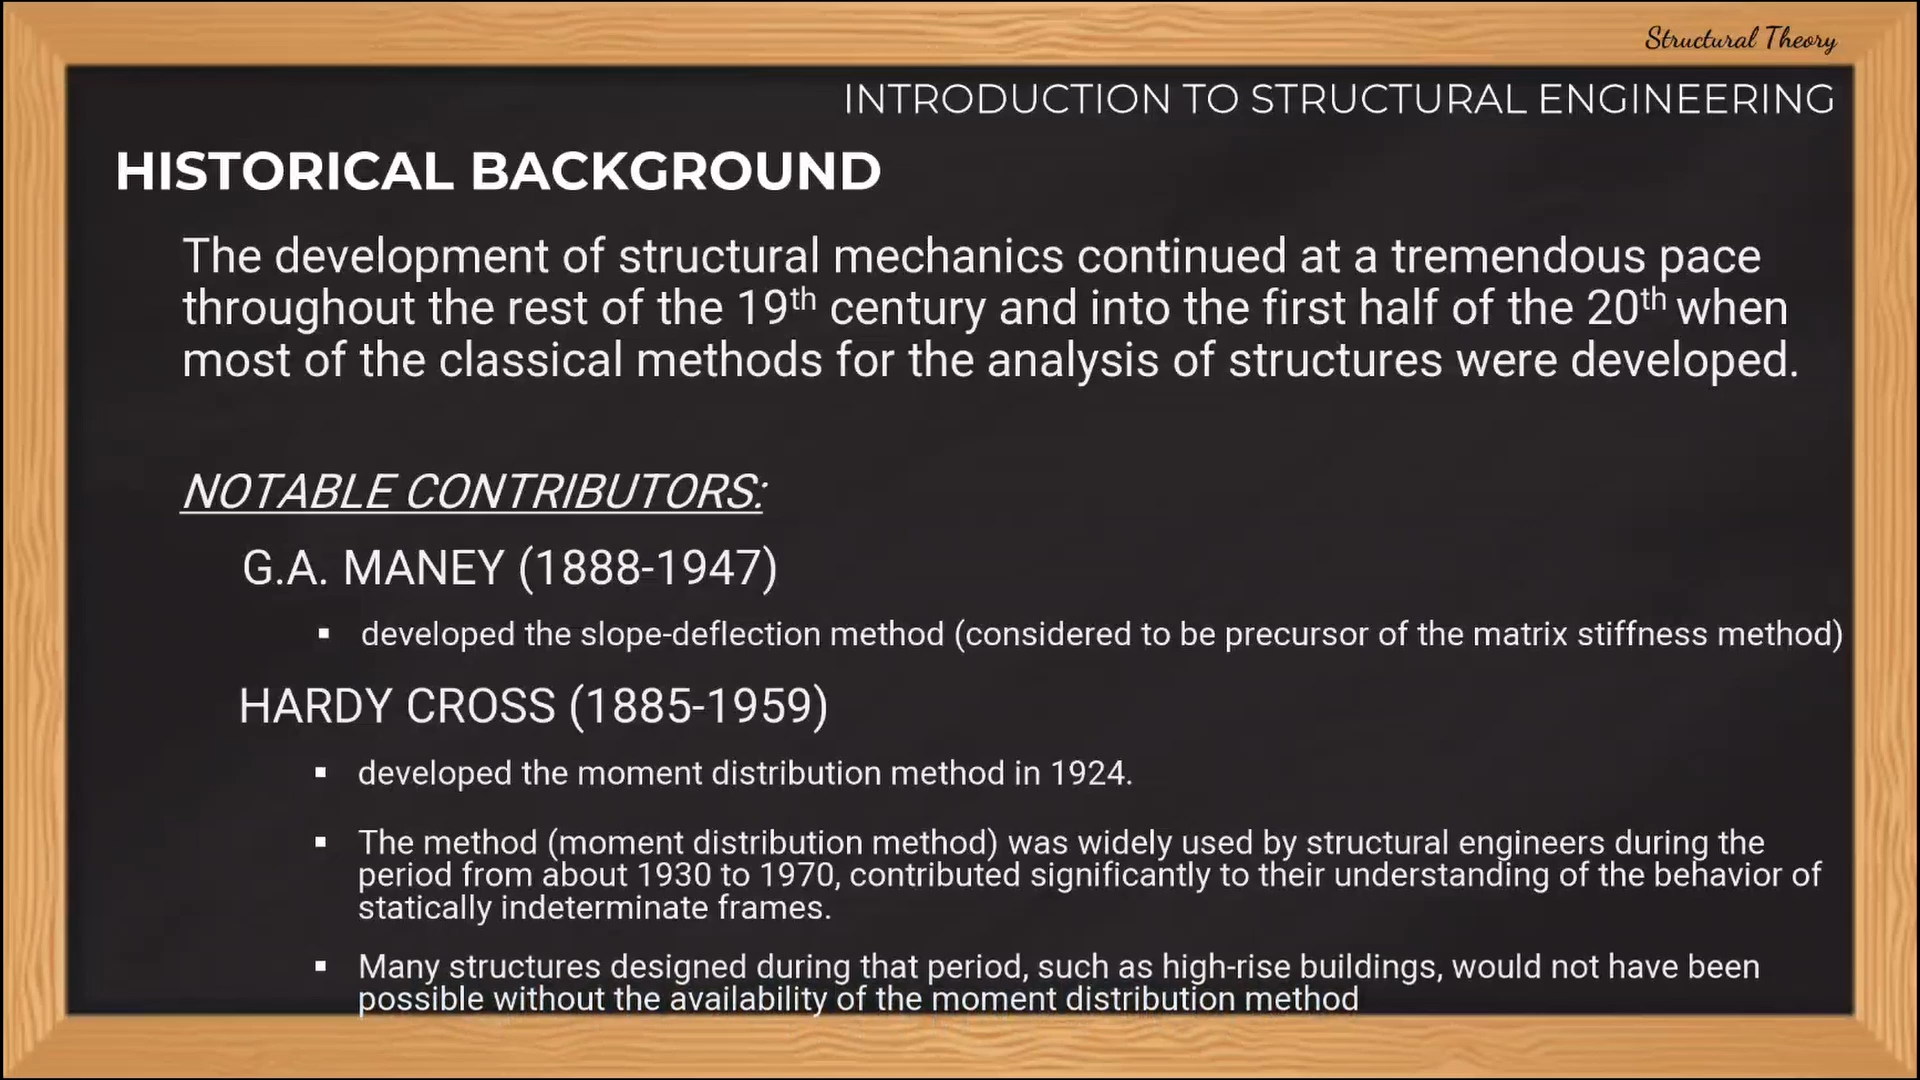 Structural Theory
INTRODUCTION TO STRUCTURAL ENGINEERING
HISTORICAL BACKGROUND
The development of structural mechanics continued at a tremendous pace
throughout the rest of the 19th century and into the first half of the 20th when
most of the classical methods for the analysis of structures were developed.
NOTABLE CONTRIBUTORS:
G.A. MANEY (1888-1947)
▪ developed the slope-deflection method (considered to be precursor of the matrix stiffness method)
HARDY CROSS (1885-1959)
▪ developed the moment distribution method in 1924.
▪ The method (moment distribution method) was widely used by structural engineers during the
period from about 1930 to 1970, contributed significantly to their understanding of the behavior of
statically indeterminate frames.
▪ Many structures designed during that period, such as high-rise buildings, would not have been
possible without the availability of the moment distribution method